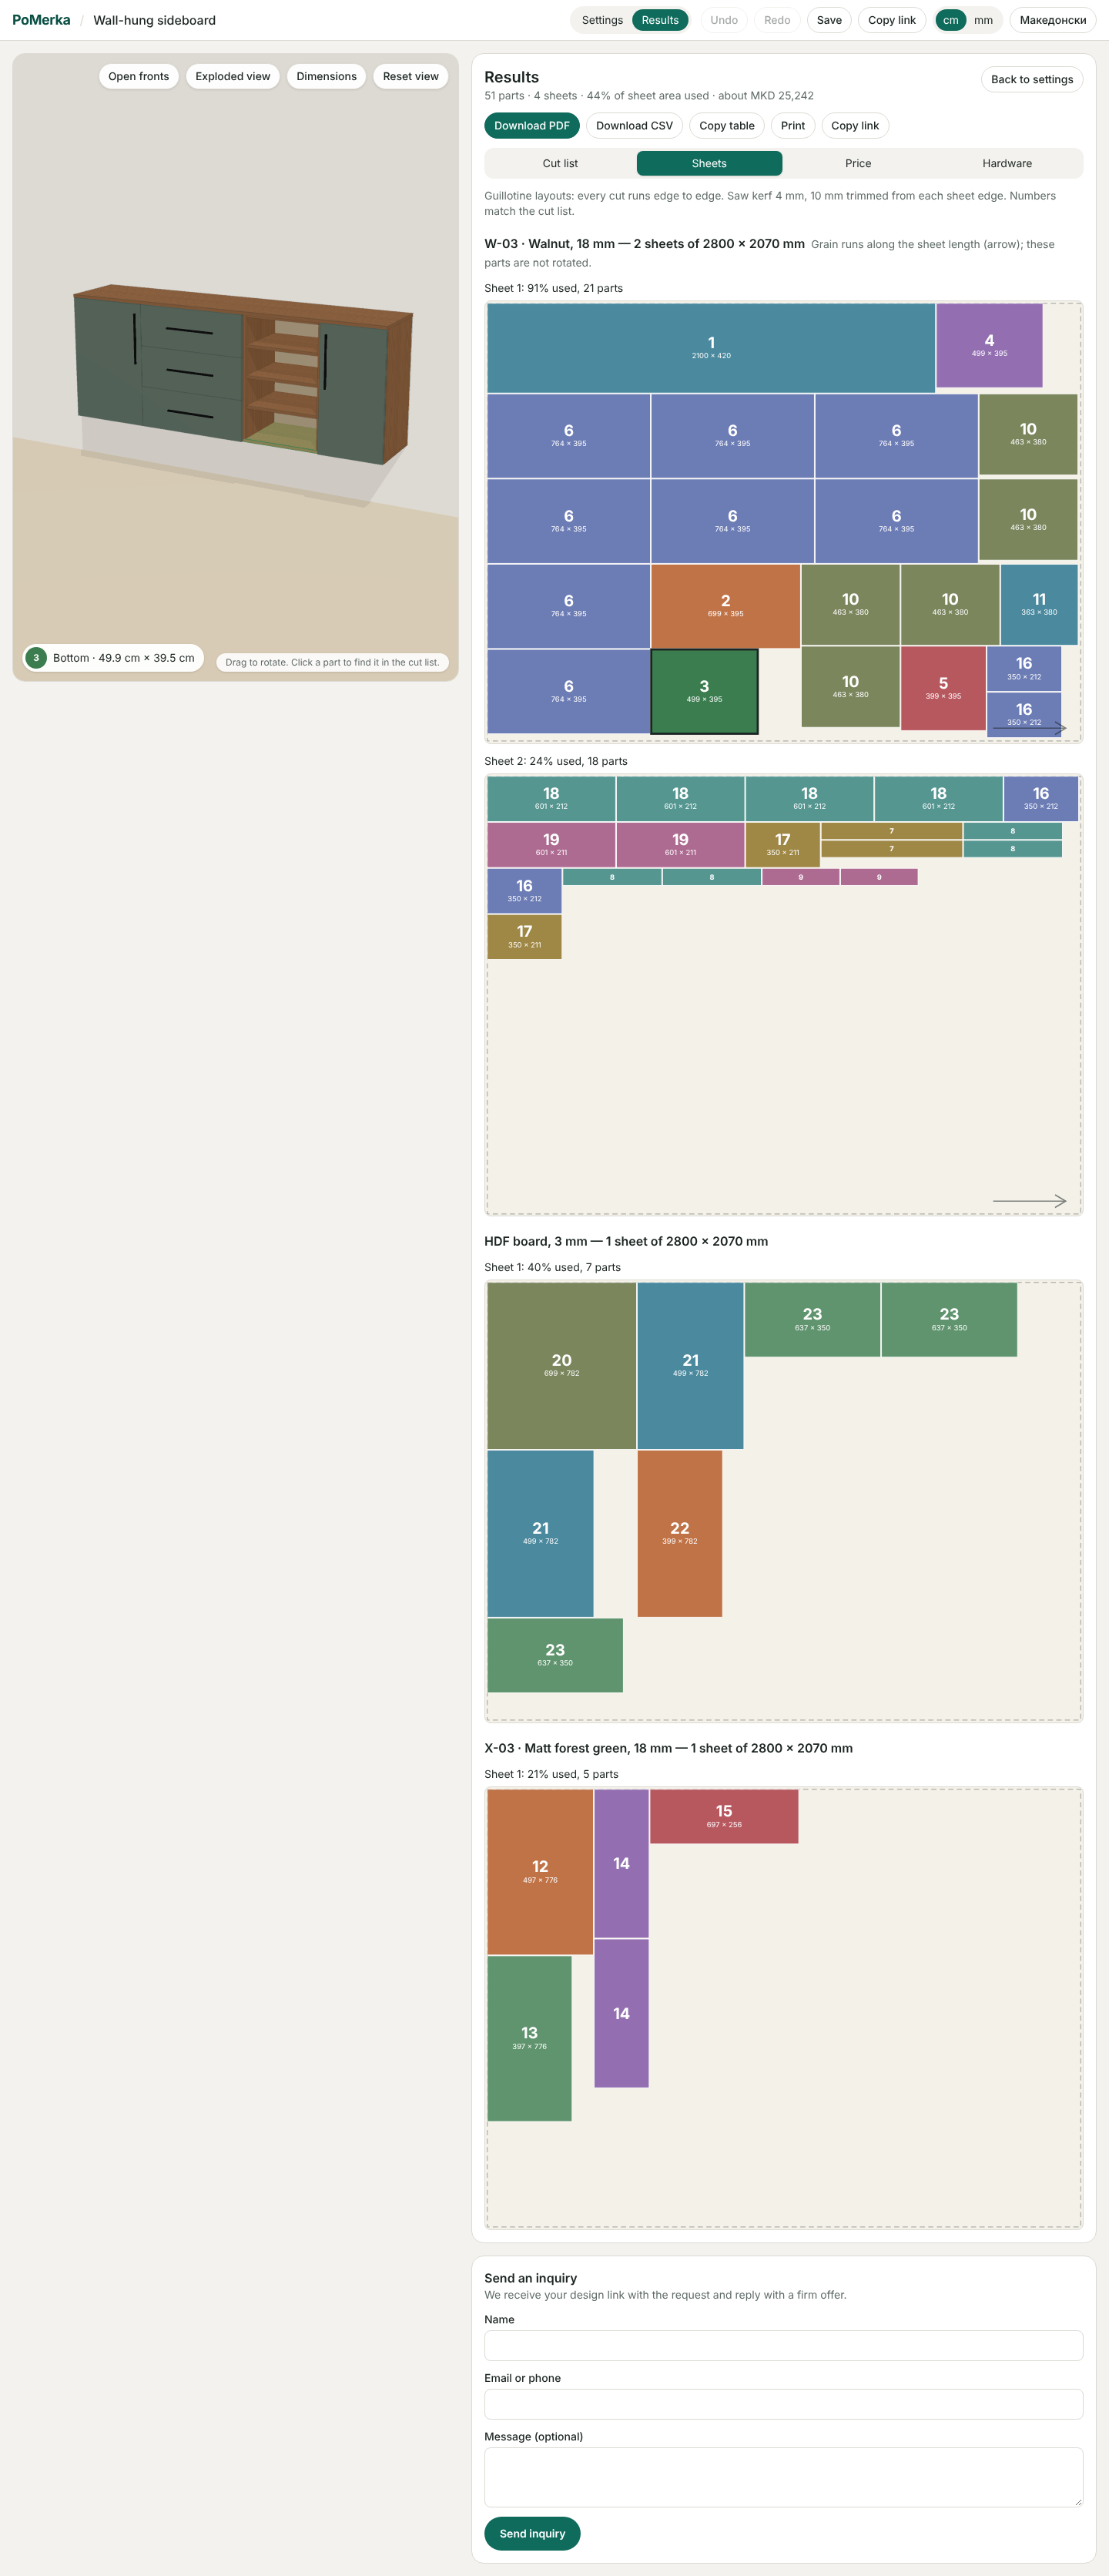 PoMerka / Wall-hung sideboard
Settings Results Undo Redo Save Copy link cm mm Македонски
Open fronts Exploded view Dimensions Reset view
3 Bottom · 49.9 cm × 39.5 cm
Drag to rotate. Click a part to find it in the cut list.
Results
51 parts · 4 sheets · 44% of sheet area used · about MKD 25,242
Back to settings
Download PDF Download CSV Copy table Print Copy link
Cut list Sheets Price Hardware
Guillotine layouts: every cut runs edge to edge. Saw kerf 4 mm, 10 mm trimmed from each sheet edge. Numbers
match the cut list.
W-03 · Walnut, 18 mm — 2 sheets of 2800 × 2070 mm Grain runs along the sheet length (arrow); these
parts are not rotated.
Sheet 1: 91% used, 21 parts
1 4
2100 × 420 499 × 395
6 6 6 10
764 × 395 764 × 395 764 × 395 463 × 380
6 6 6 10
764 × 395 764 × 395 764 × 395 463 × 380
6 2 10 10 11
764 × 395 699 × 395 463 × 380 463 × 380 363 × 380
16
350 × 212
6 3 10 5
764 × 395 499 × 395 463 × 380 399 × 395
16
350 × 212
Sheet 2: 24% used, 18 parts
18 18 18 18 16
601 × 212 601 × 212 601 × 212 601 × 212 350 × 212
19 19 17 7 8
601 × 211 601 × 211 350 × 211 7 8
16 8 8 9 9
350 × 212
17
350 × 211
HDF board, 3 mm — 1 sheet of 2800 × 2070 mm
Sheet 1: 40% used, 7 parts
23 23
637 × 350 637 × 350
20 21
699 × 782 499 × 782
21 22
499 × 782 399 × 782
23
637 × 350
X-03 · Matt forest green, 18 mm — 1 sheet of 2800 × 2070 mm
Sheet 1: 21% used, 5 parts
15
697 × 256
12 14
497 × 776
13 14
397 × 776
Send an inquiry
We receive your design link with the request and reply with a firm offer.
Name
Email or phone
Message (optional)
Send inquiry